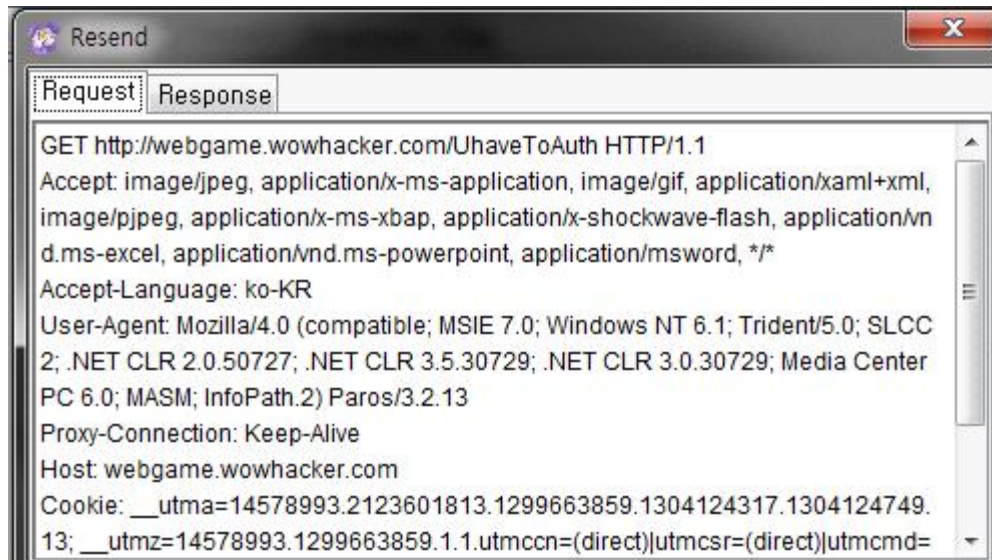 Resend
Request Response
GET http://webgame.wowhacker.com/UhaveToAuth HTTP/1.1
Accept: image/jpeg, application/x-ms-application, image/gif, application/xaml+xml,
image/pjpeg, application/x-ms-xbap, application/x-shockwave-flash, application/vn
d.ms-excel, application/vnd.ms-powerpoint, application/msword, */*
Accept-Language: ko-KR
User-Agent: Mozilla/4.0 (compatible; MSIE 7.0; Windows NT 6.1; Trident/5.0; SLCC
2; .NET CLR 2.0.50727; .NET CLR 3.5.30729; .NET CLR 3.0.30729; Media Center
PC 6.0; MASM; InfoPath.2) Paros/3.2.13
Proxy-Connection: Keep-Alive
Host: webgame.wowhacker.com
Cookie: __utma=14578993.2123601813.1299663859.1304124317.1304124749.
13; __utmz=14578993.1299663859.1.1.utmccn=(direct)|utmcsr=(direct)|utmcmd=